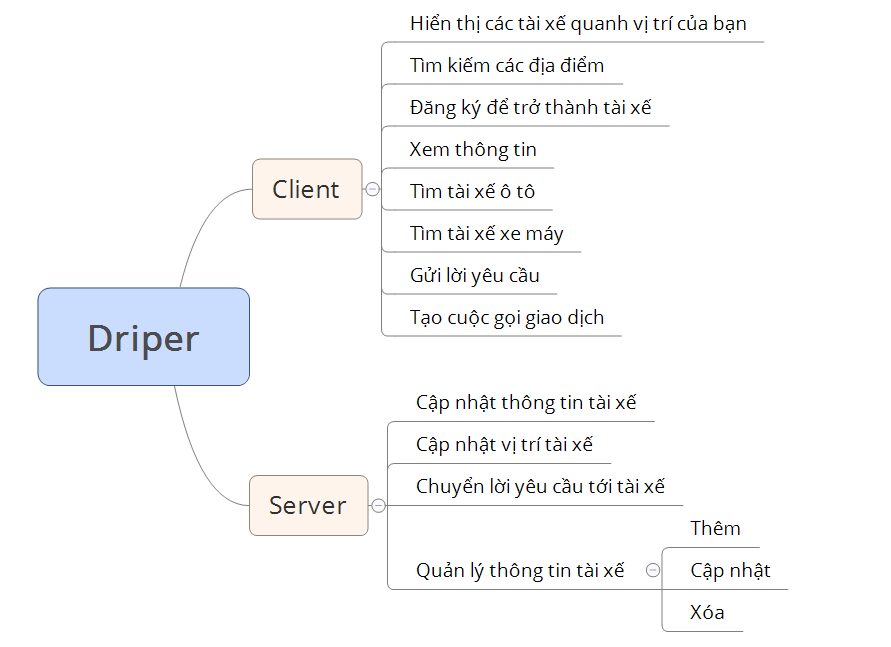 Driper
Client
Hiển thị các tài xế quanh vị trí của bạn
Tìm kiếm các địa điểm
Đăng ký để trở thành tài xế
Xem thông tin
Tìm tài xế ô tô
Tìm tài xế xe máy
Gửi lời yêu cầu
Tạo cuộc gọi giao dịch
Server
Cập nhật thông tin tài xế
Cập nhật vị trí tài xế
Chuyển lời yêu cầu tới tài xế
Quản lý thông tin tài xế
Thêm
Cập nhật
Xóa